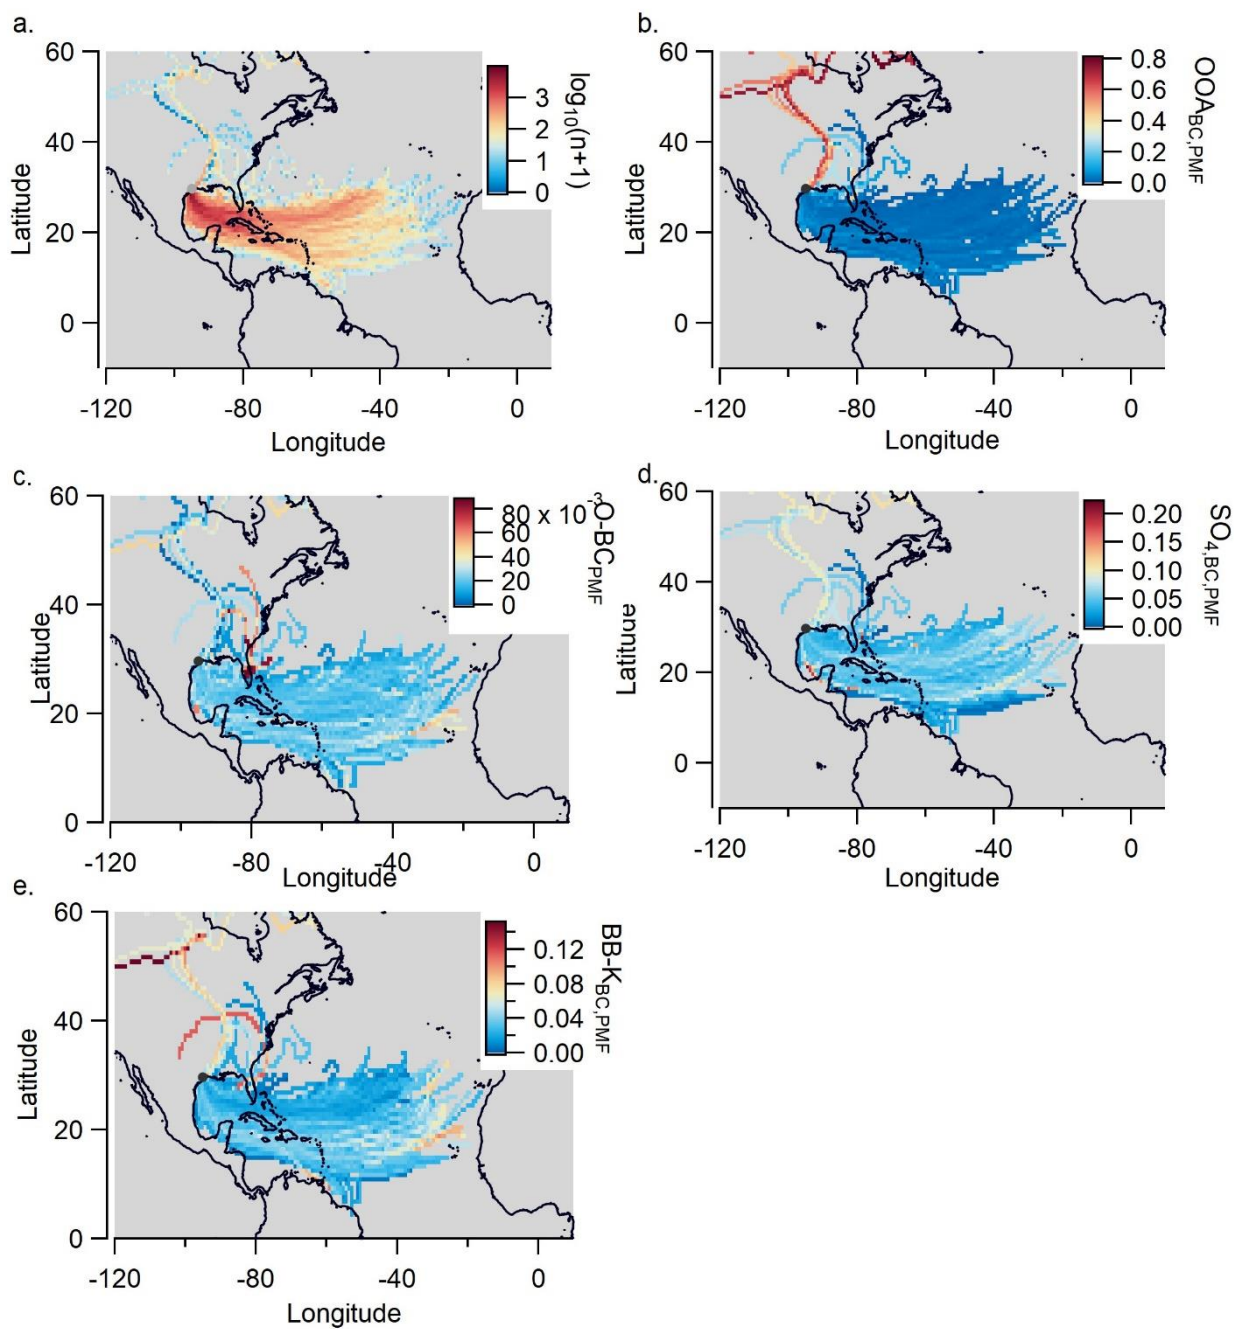 a.
60
40
20
0
Latitude
-120
-80
-40
0
Longitude
3
2
1
0
log10(n+1)
b.
60
40
20
0
Latitude
-120
-80
-40
0
Longitude
0.8
0.6
0.4
0.2
0.0
OOABC,PMF
c.
60
40
20
0
Latitude
-120
-80
-40
0
Longitude
80 x 10-3
60
40
20
0
O-BCPMF
d.
60
40
20
0
Latitude
-120
-80
-40
0
Longitude
0.20
0.15
0.10
0.05
0.00
SO4,BC,PMF
e.
60
40
20
0
Latitude
-120
-80
-40
0
Longitude
0.12
0.08
0.04
0.00
BB-KBC,PMF